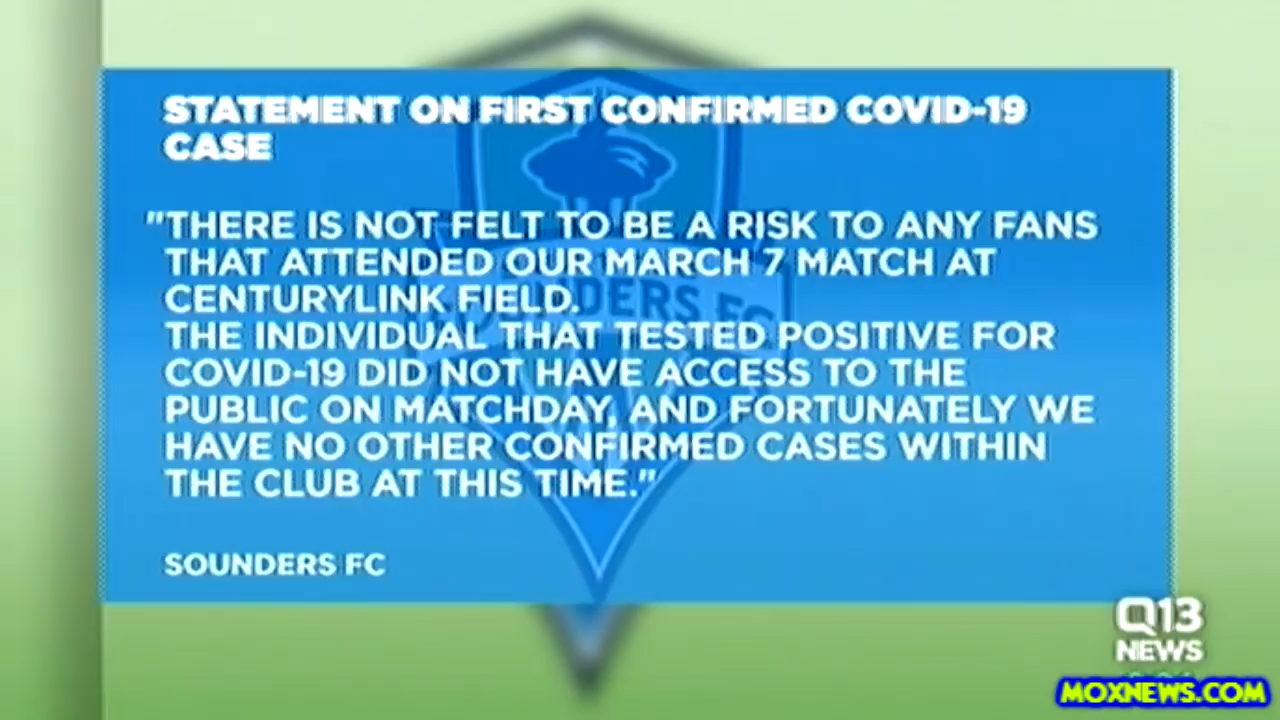 STATEMENT ON FIRST CONFIRMED COVID-19
CASE
"THERE IS NOT FELT TO BE A RISK TO ANY FANS
THAT ATTENDED OUR MARCH 7 MATCH AT
CENTURYLINK FIELD.
THE INDIVIDUAL THAT TESTED POSITIVE FOR
COVID-19 DID NOT HAVE ACCESS TO THE
PUBLIC ON MATCHDAY, AND FORTUNATELY WE
HAVE NO OTHER CONFIRMED CASES WITHIN
THE CLUB AT THIS TIME."
SOUNDERS FC
Q13
NEWS
MOXNEWS.COM